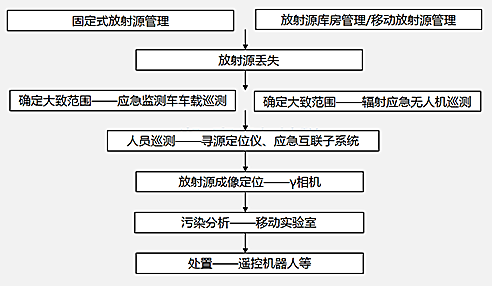 固定式放射源管理
放射源库房管理/移动放射源管理
放射源丢失
确定大致范围——应急监测车车载巡测
确定大致范围——辐射应急无人机巡测
人员巡测——寻源定位仪、应急互联子系统
放射源成像定位——γ相机
污染分析——移动实验室
处置——遥控机器人等